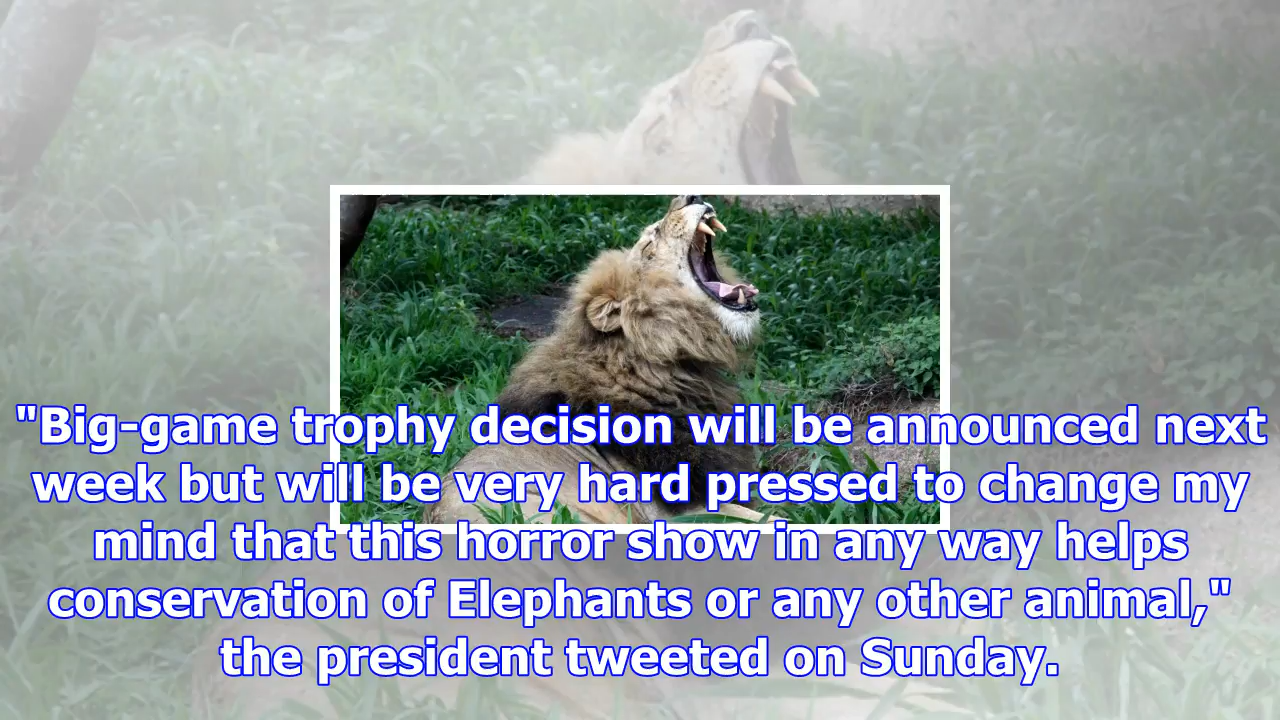 "Big-game trophy decision will be announced next
week but will be very hard pressed to change my
mind that this horror show in any way helps
conservation of Elephants or any other animal,"
the president tweeted on Sunday.